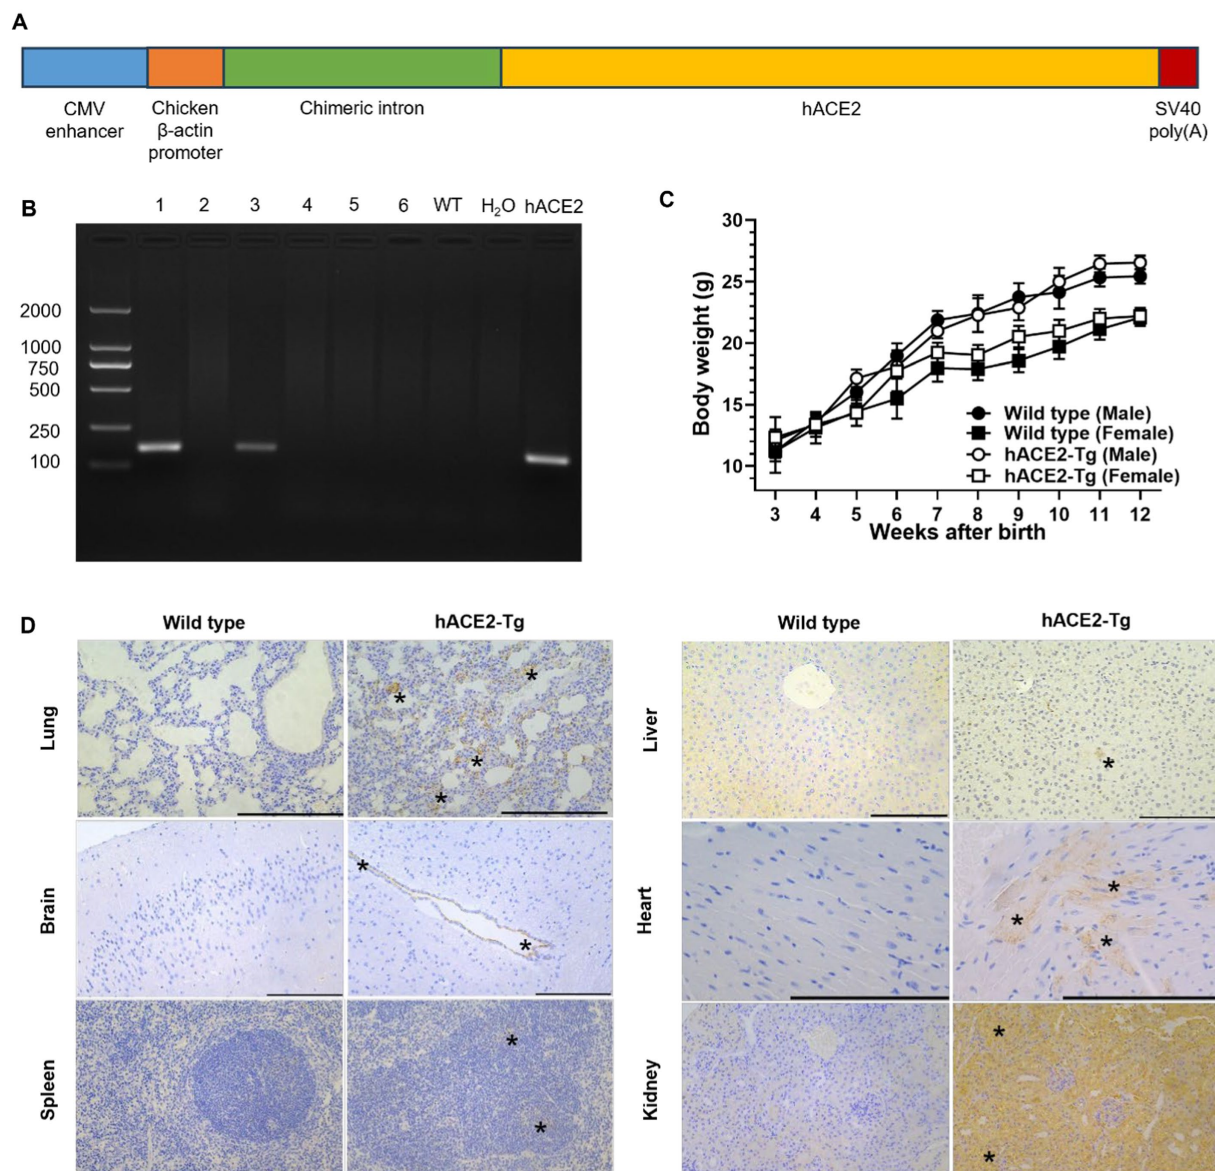 A
CMV
enhancer
Chicken
β-actin
promoter
Chimeric intron
hACE2
SV40
poly(A)
B
1 2 3 4 5 6 WT H₂O hACE2
2000
1000
750
500
250
100
C
30
25
20
15
10
Body weight (g)
Wild type (Male)
Wild type (Female)
hACE2-Tg (Male)
hACE2-Tg (Female)
3 4 5 6 7 8 9 10 11 12
Weeks after birth
D
Wild type hACE2-Tg Wild type hACE2-Tg
Lung
* * * *
Liver
*
Brain
* *
Heart
* * *
Spleen
* *
Kidney
* *